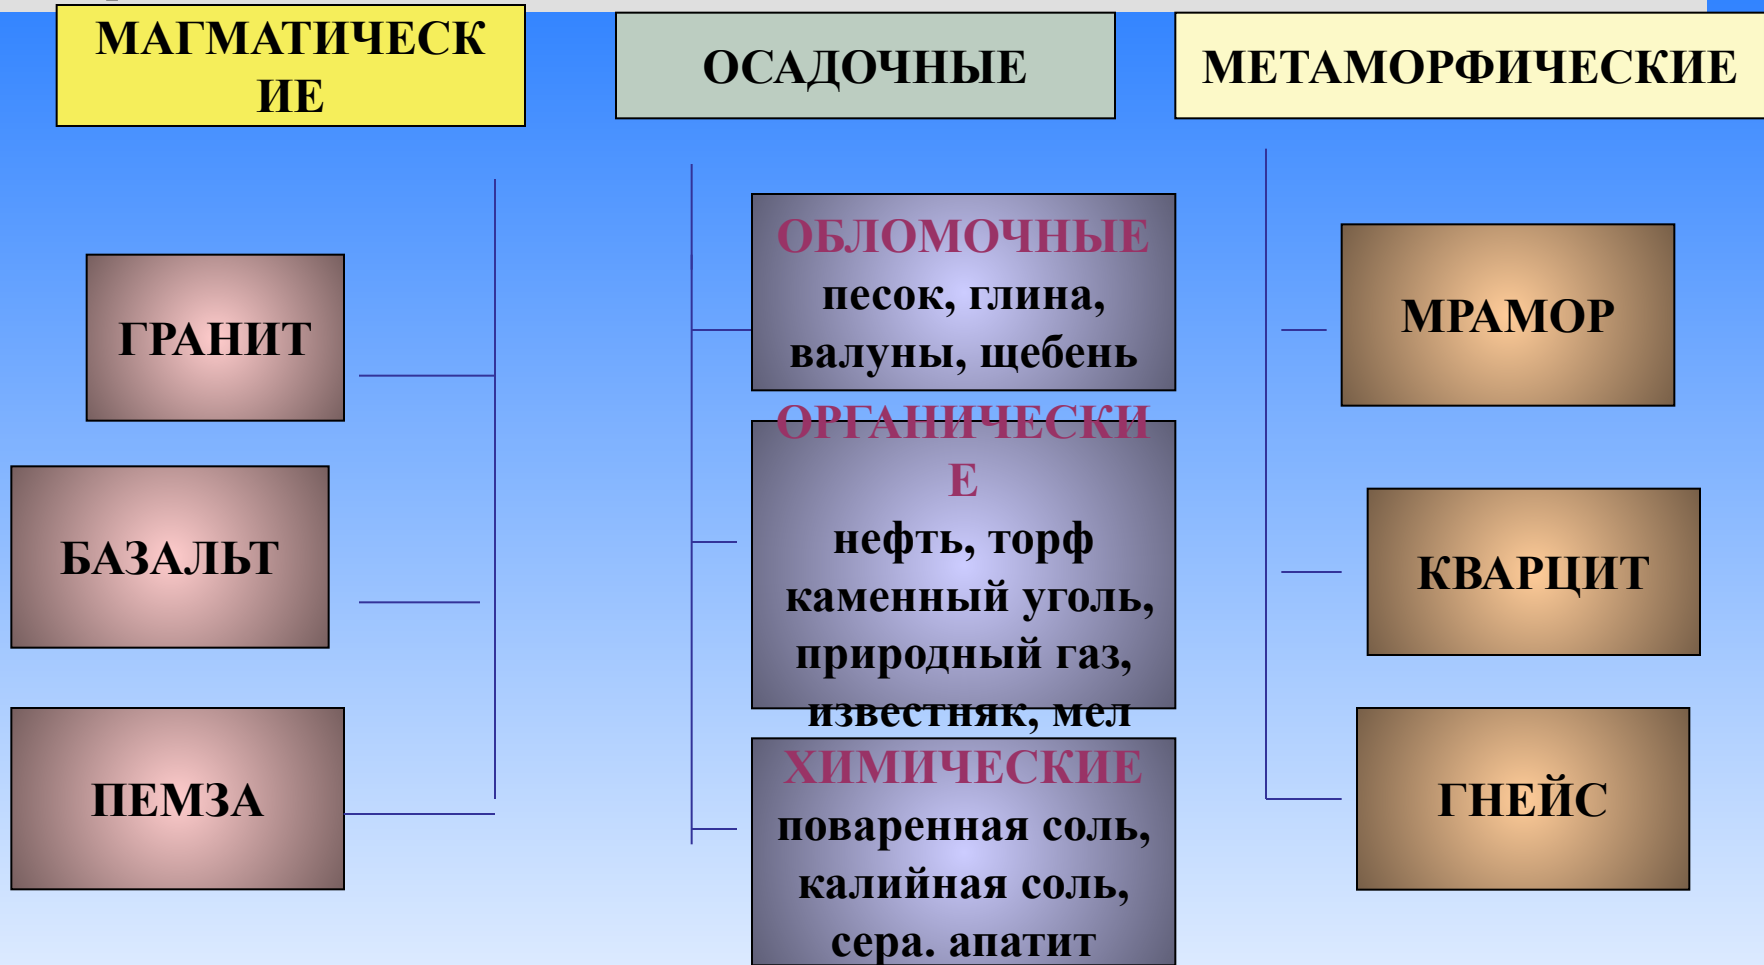 МАГМАТИЧЕСК
ИЕ
ОСАДОЧНЫЕ
МЕТАМОРФИЧЕСКИЕ
ГРАНИТ
БАЗАЛЬТ
ПЕМЗА
ОБЛОМОЧНЫЕ
песок, глина,
валуны, щебень
ОРГАНИЧЕСКИ
Е
нефть, торф
каменный уголь,
природный газ,
известняк, мел
ХИМИЧЕСКИЕ
поваренная соль,
калийная соль,
сера. апатит
МРАМОР
КВАРЦИТ
ГНЕЙС